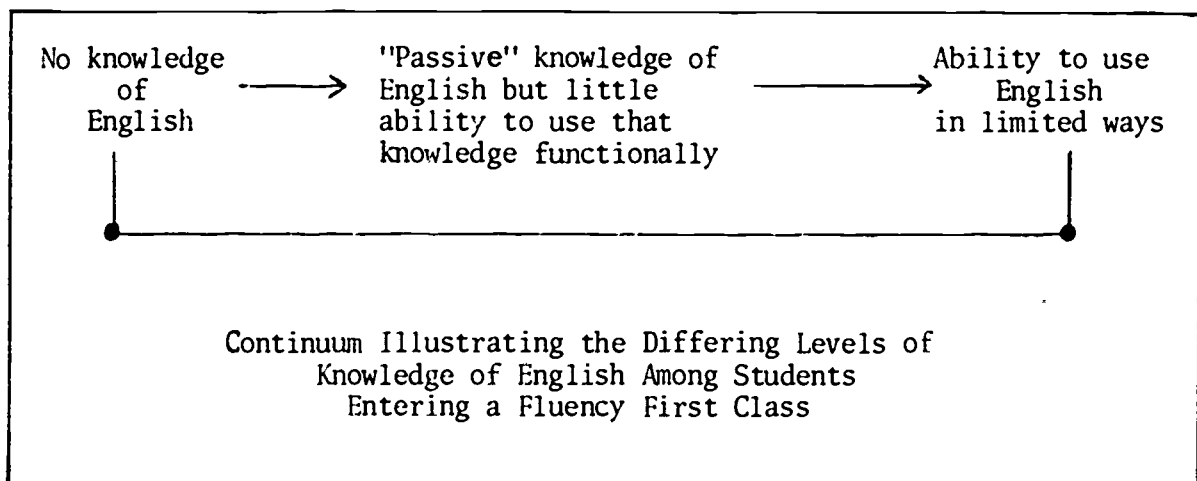 No knowledge
of
English
"Passive" knowledge of
English but little
ability to use that
knowledge functionally
Ability to use
English
in limited ways
Continuum Illustrating the Differing Levels of
Knowledge of English Among Students
Entering a Fluency First Class